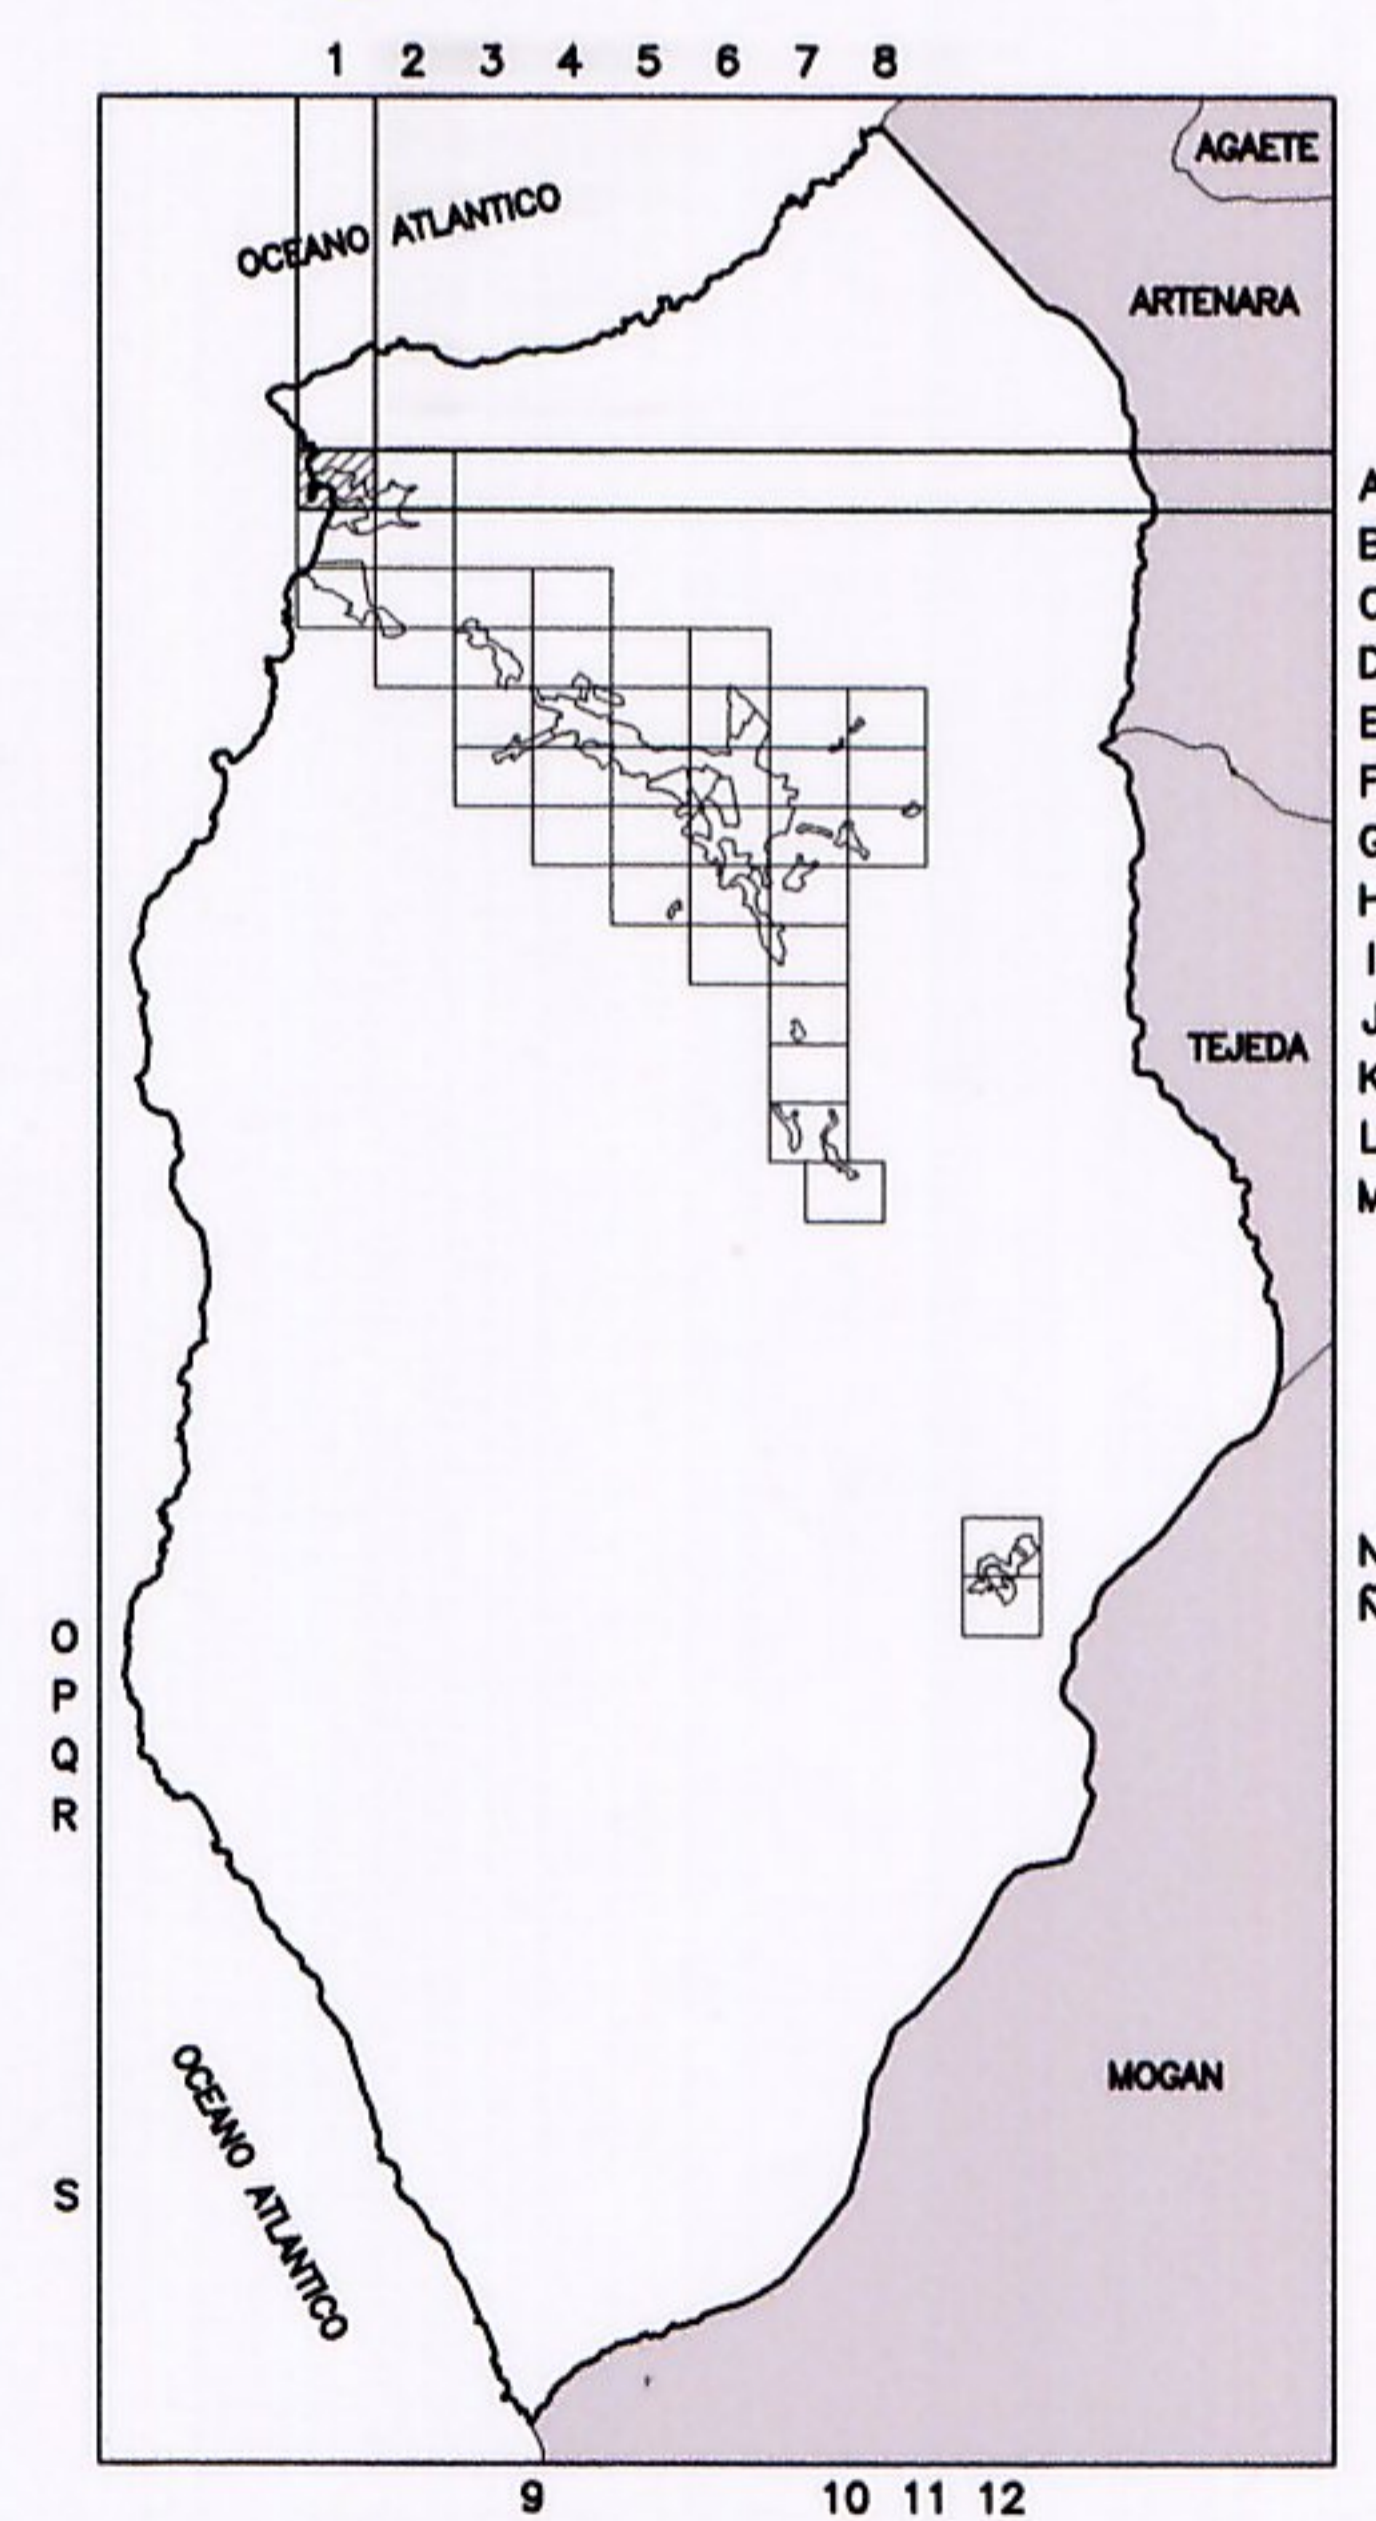 1 2 3 4 5 6 7 8
AGAETE
OCEANO ATLANTICO
ARTENARA
A
B
C
D
E
F
G
H
I
J
K
L
M
TEJEDA
N
Ñ
O
P
Q
R
MOGAN
OCEANO ATLANTICO
S
9 10 11 12